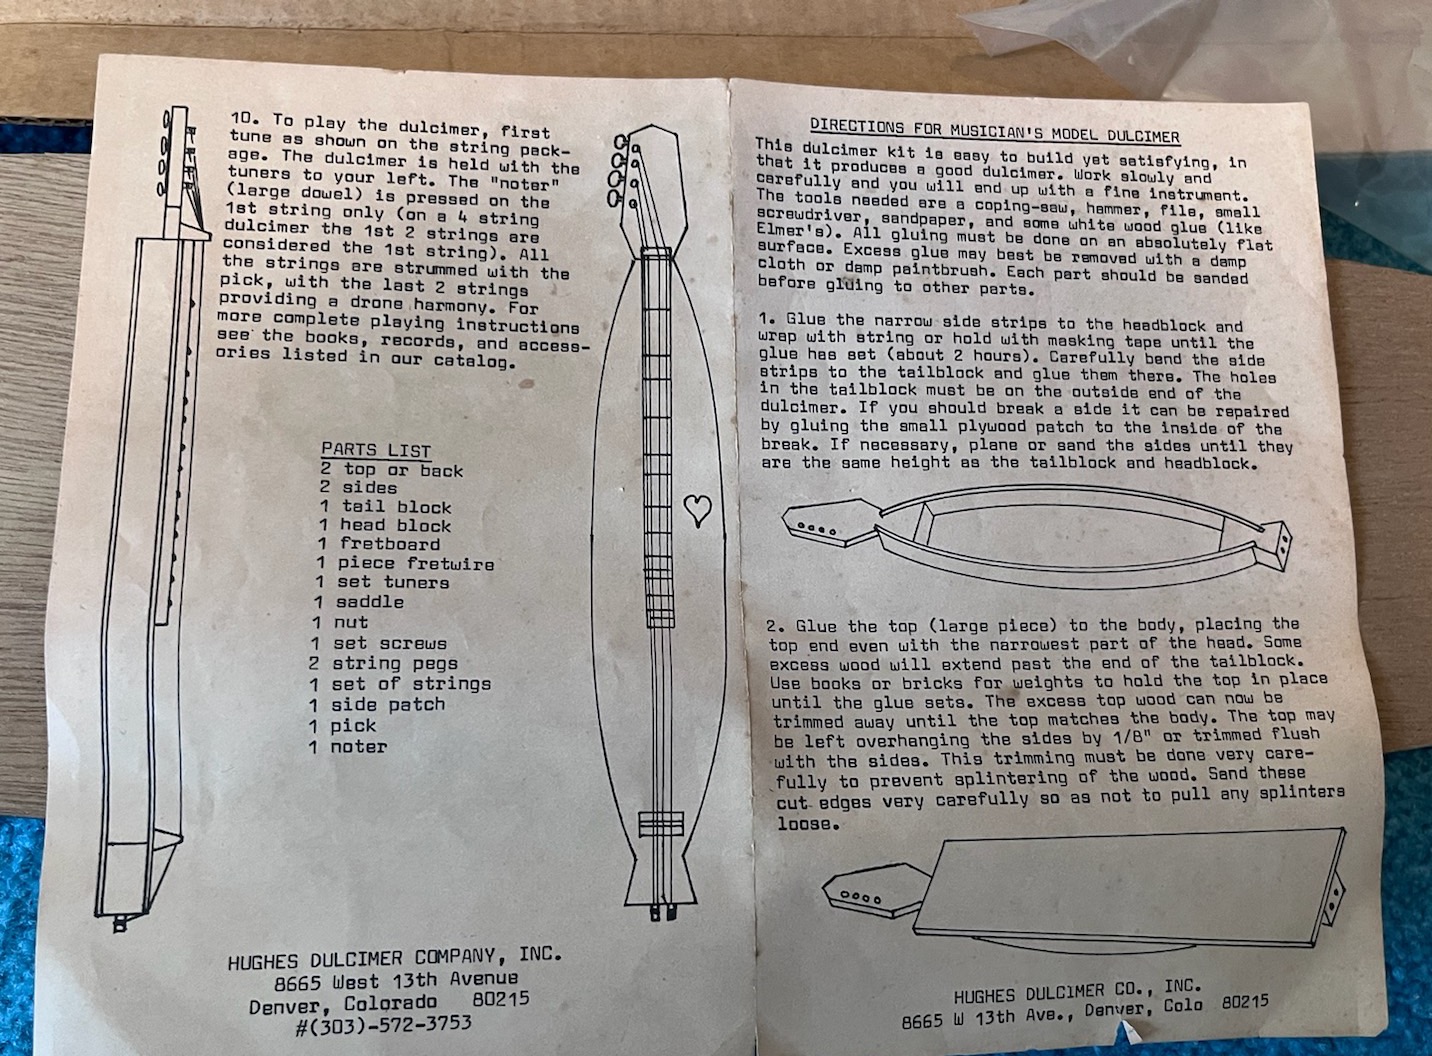 10. To play the dulcimer, first
tune as shown on the string pack-
age. The dulcimer is held with the
tuners to your left. The "noter"
(large dowel) is pressed on the
1st string only (on a 4 string
dulcimer the 1st 2 strings are
considered the 1st string). All
the strings are strummed with the
pick, with the last 2 strings
providing a drone harmony. For
more complete playing instructions
see the books, records, and access-
ories listed in our catalog.
PARTS LIST
2 top or back
2 sides
1 tail block
1 head block
1 fretboard
1 piece fretwire
1 set tuners
1 saddle
1 nut
1 set screws
2 string pegs
1 set of strings
1 side patch
1 pick
1 noter
HUGHES DULCIMER COMPANY, INC.
8665 West 13th Avenue
Denver, Colorado 80215
#(303)-572-3753
DIRECTIONS FOR MUSICIAN'S MODEL DULCIMER
This dulcimer kit is easy to build yet satisfying, in
that it produces a good dulcimer. Work slowly and
carefully and you will end up with a fine instrument.
The tools needed are a coping-saw, hammer, file, small
screwdriver, sandpaper, and some white wood glue (like
Elmer's). All gluing must be done on an absolutely flat
surface. Excess glue may best be removed with a damp
cloth or damp paintbrush. Each part should be sanded
before gluing to other parts.
1. Glue the narrow side strips to the headblock and
wrap with string or hold with masking tape until the
glue has set (about 2 hours). Carefully bend the side
strips to the tailblock and glue them there. The holes
in the tailblock must be on the outside end of the
dulcimer. If you should break a side it can be repaired
by gluing the small plywood patch to the inside of the
break. If necessary, plane or sand the sides until they
are the same height as the tailblock and headblock.
2. Glue the top (large piece) to the body, placing the
top end even with the narrowest part of the head. Some
excess wood will extend past the end of the tailblock.
Use books or bricks for weights to hold the top in place
until the glue sets. The excess top wood can now be
trimmed away until the top matches the body. The top may
be left overhanging the sides by 1/8" or trimmed flush
with the sides. This trimming must be done very care-
fully to prevent splintering of the wood. Sand these
cut edges very carefully so as not to pull any splinters
loose.
HUGHES DULCIMER CO., INC.
8665 W 13th Ave., Denver, Colo 80215